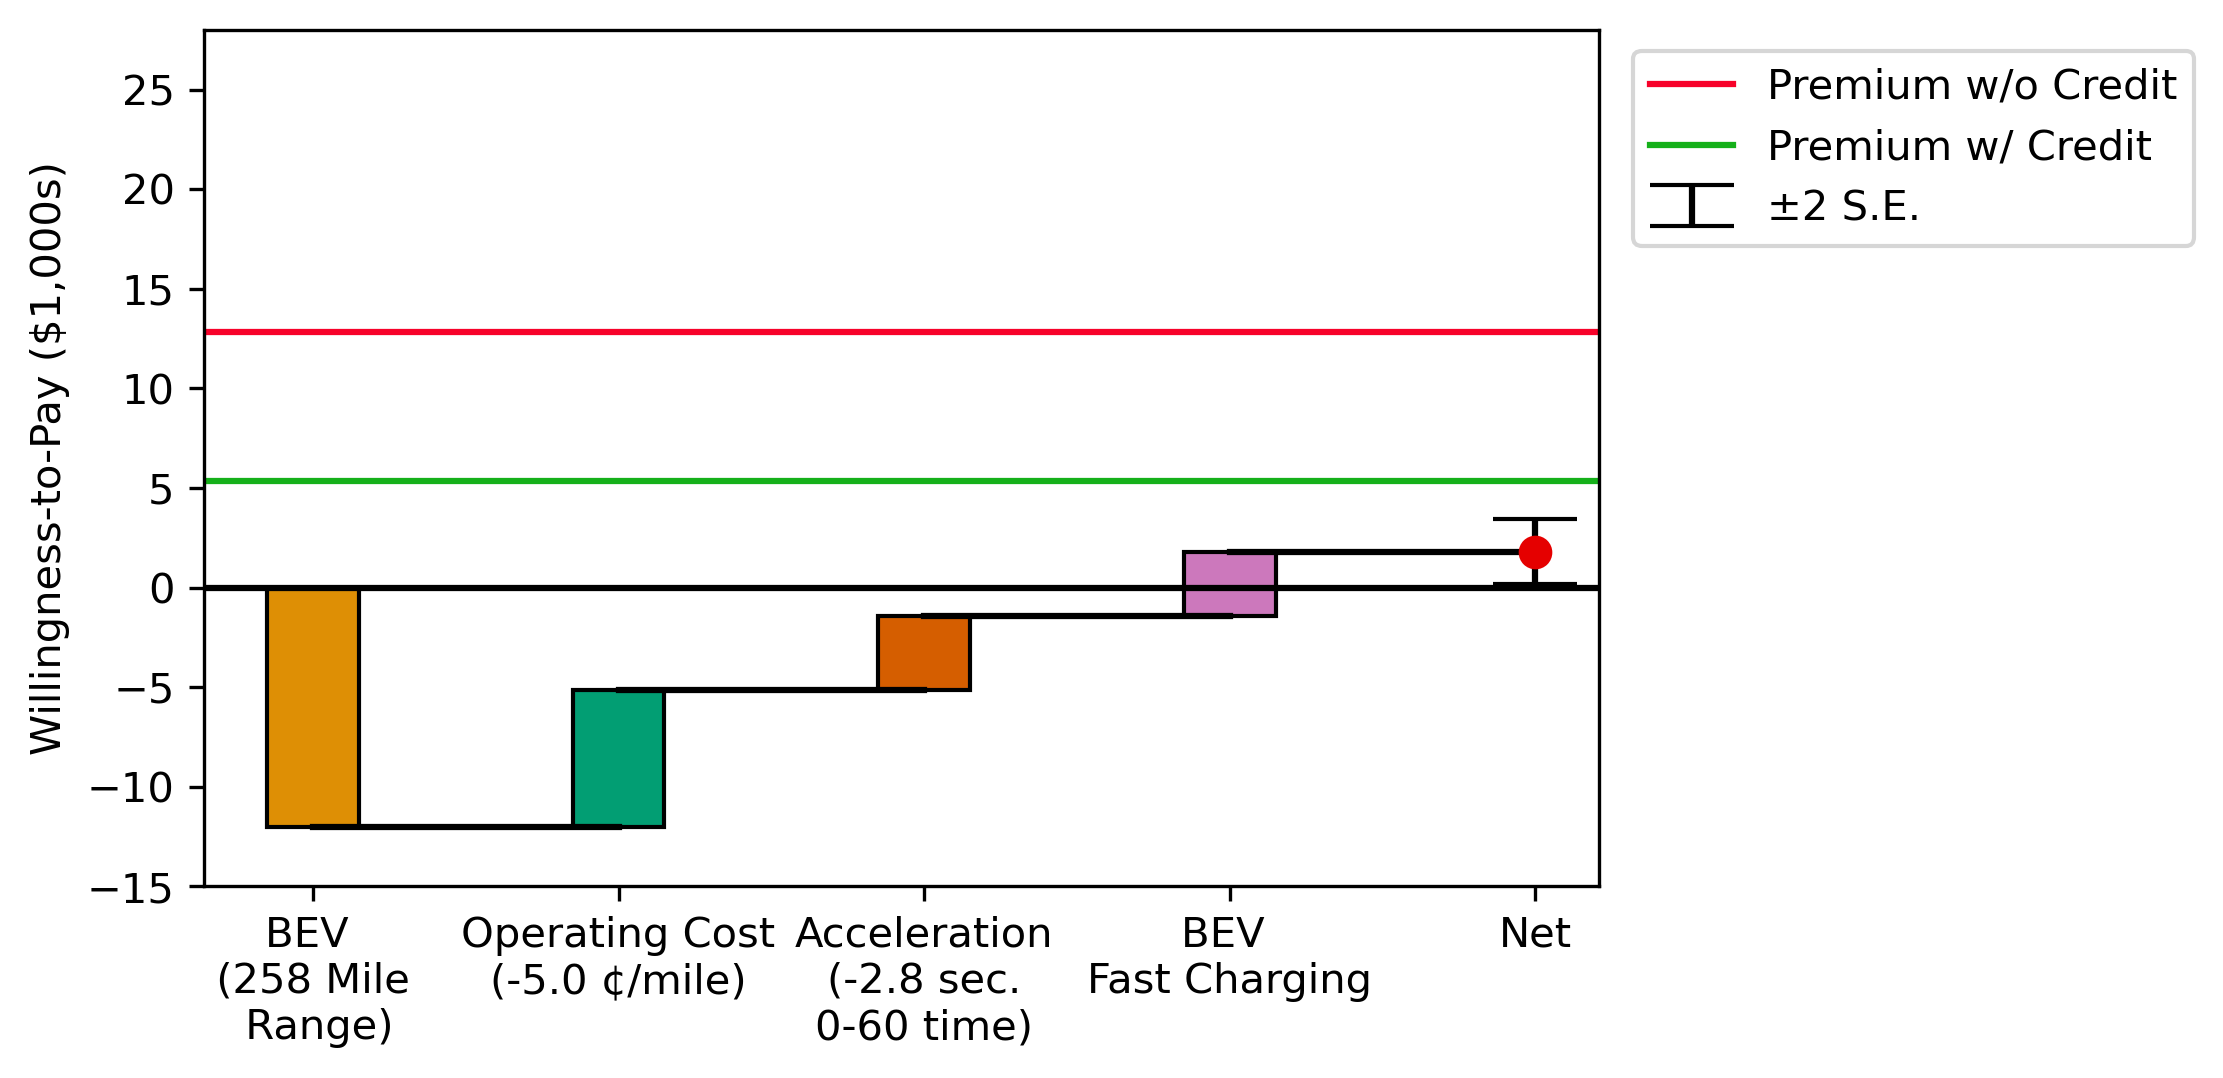 Willingness-to-Pay ($1,000s)
25
20
15
10
5
0
−5
−10
−15
BEV
(258 Mile
Range)
Operating Cost
(-5.0 ¢/mile)
Acceleration
(-2.8 sec.
0-60 time)
BEV
Fast Charging
Net
Premium w/o Credit
Premium w/ Credit
±2 S.E.